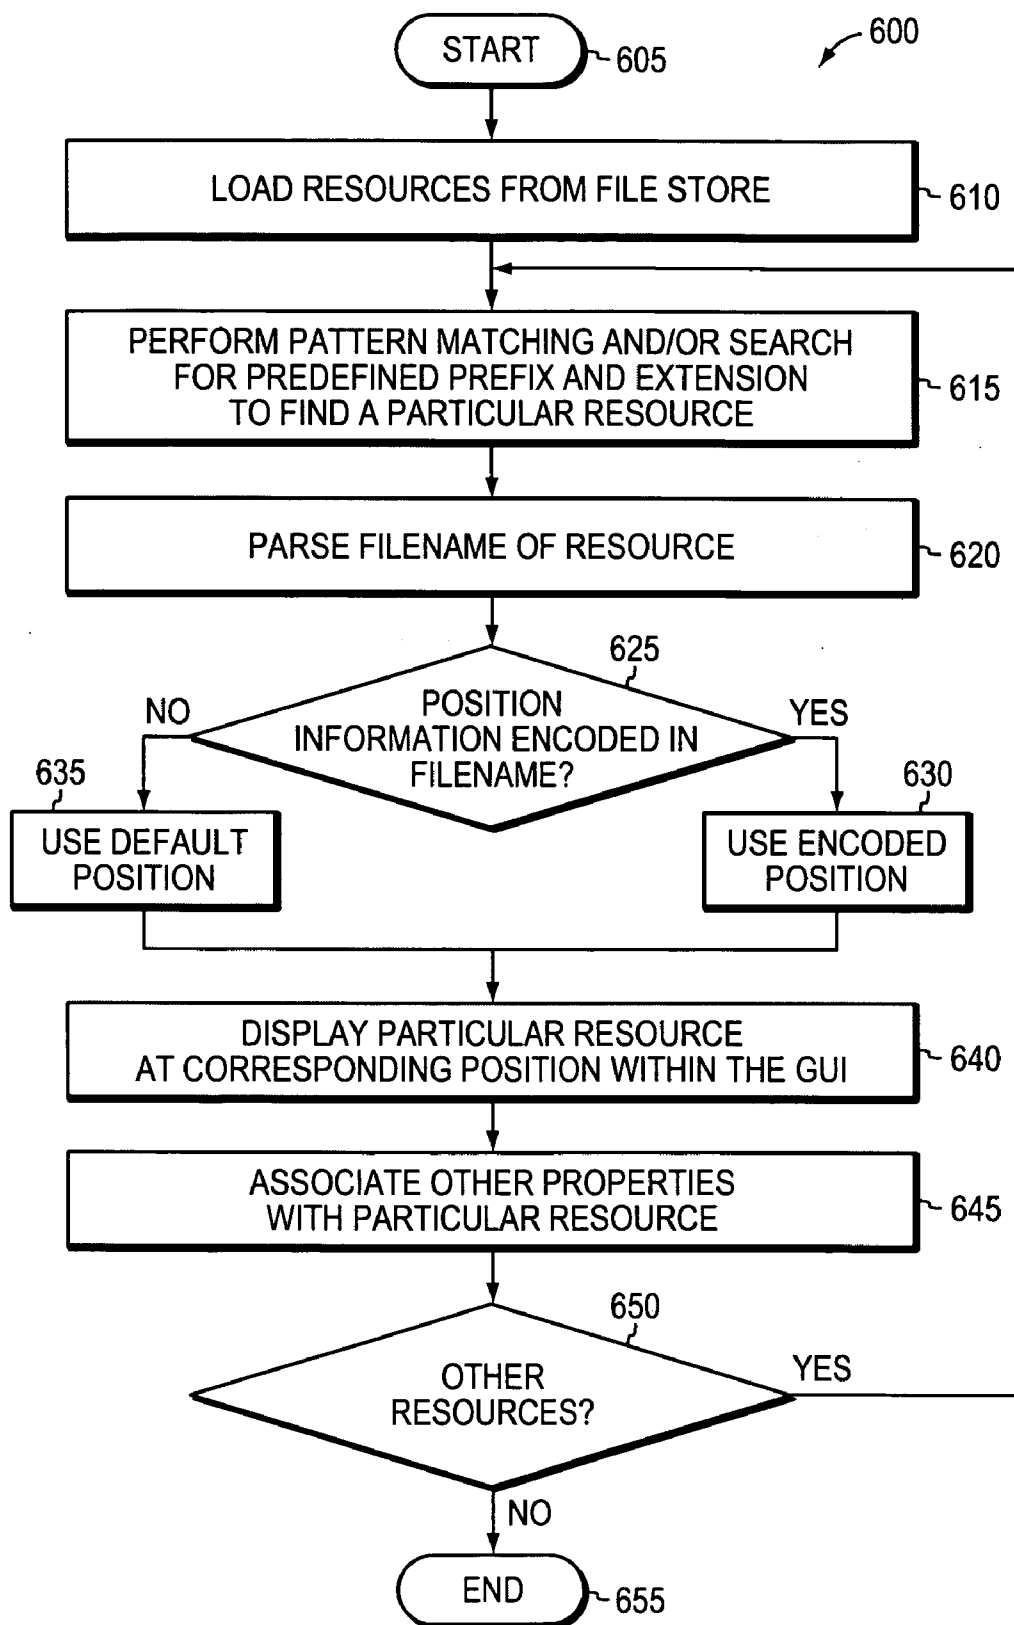 START
605
600
LOAD RESOURCES FROM FILE STORE
610
PERFORM PATTERN MATCHING AND/OR SEARCH
FOR PREDEFINED PREFIX AND EXTENSION
TO FIND A PARTICULAR RESOURCE
615
PARSE FILENAME OF RESOURCE
620
625
POSITION
INFORMATION ENCODED IN
FILENAME?
NO
YES
635
USE DEFAULT
POSITION
630
USE ENCODED
POSITION
DISPLAY PARTICULAR RESOURCE
AT CORRESPONDING POSITION WITHIN THE GUI
640
ASSOCIATE OTHER PROPERTIES
WITH PARTICULAR RESOURCE
645
650
OTHER
RESOURCES?
YES
NO
END
655